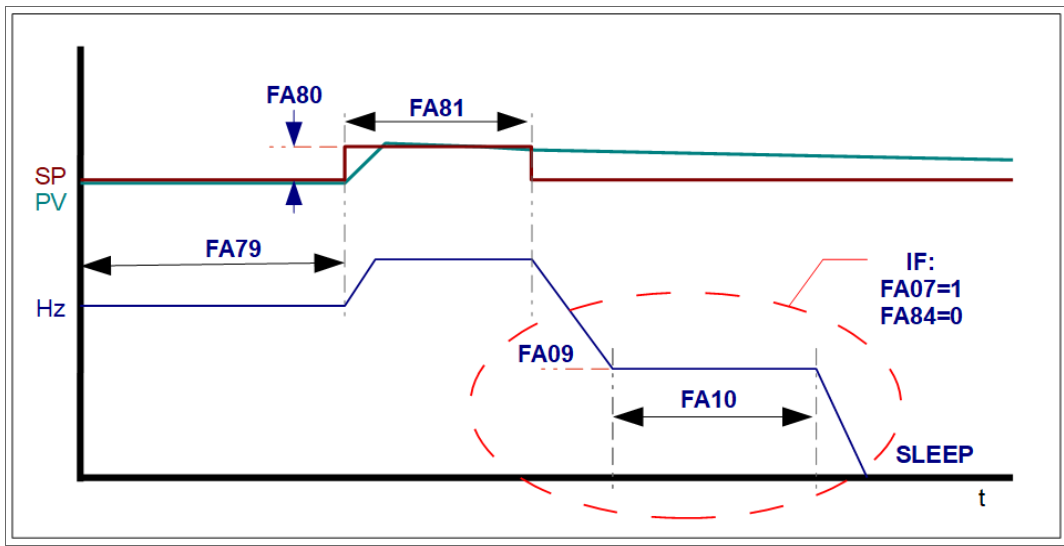 FA80
FA81
SP
PV
FA79
IF:
FA07=1
FA84=0
Hz
FA09
FA10
SLEEP
t